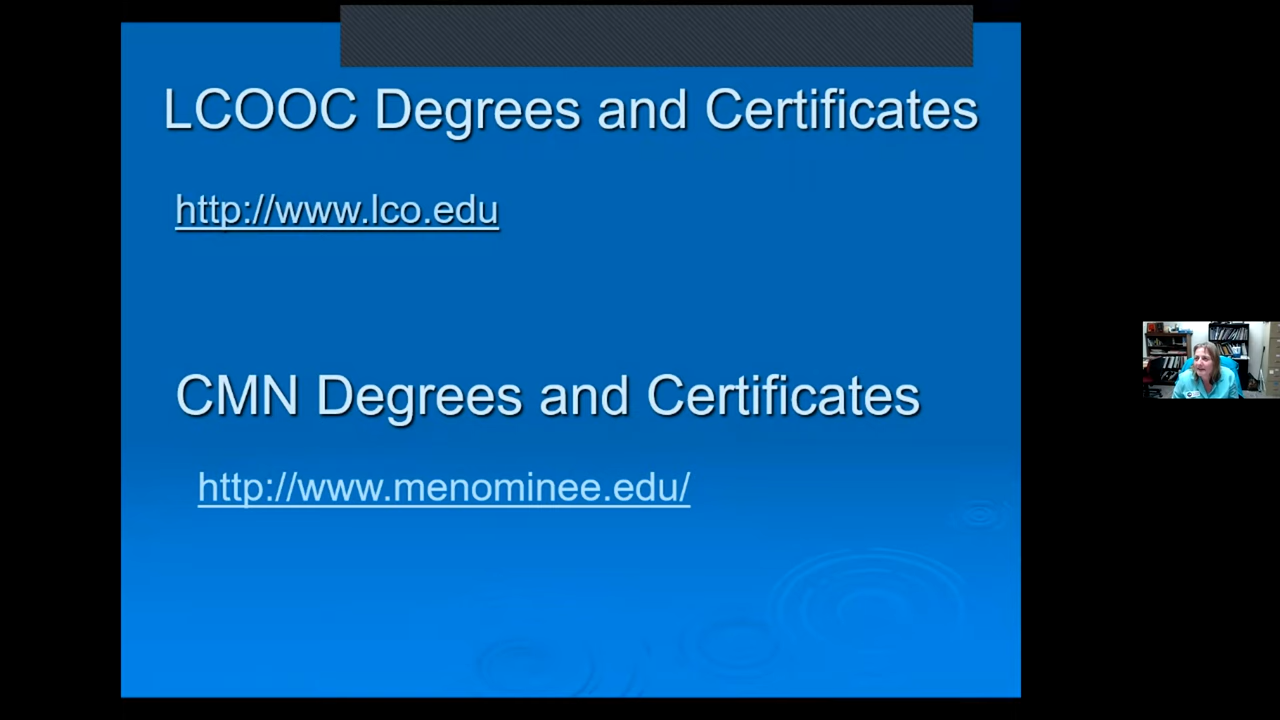 LCOOC Degrees and Certificates
http://www.lco.edu
CMN Degrees and Certificates
http://www.menominee.edu/